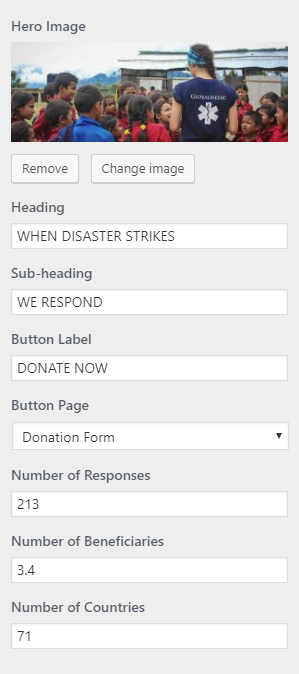 Hero Image
GlobalMedic
Remove Change image
Heading
WHEN DISASTER STRIKES
Sub-heading
WE RESPOND
Button Label
DONATE NOW
Button Page
Donation Form
Number of Responses
213
Number of Beneficiaries
3.4
Number of Countries
71